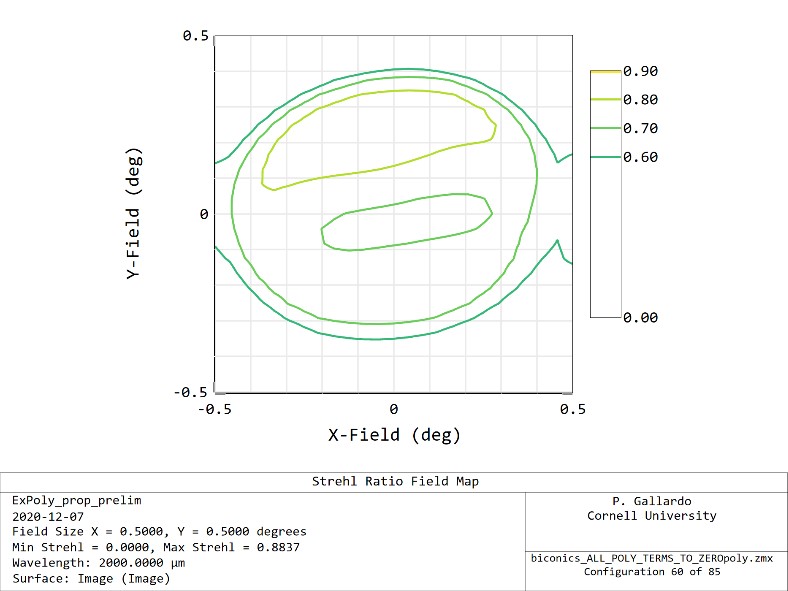 0.5
0
-0.5
-0.5
0
0.5
Y-Field (deg)
X-Field (deg)
0.90
0.80
0.70
0.60
0.00
Strehl Ratio Field Map
ExPoly_prop_prelim
2020-12-07
Field Size X = 0.5000, Y = 0.5000 degrees
Min Strehl = 0.0000, Max Strehl = 0.8837
Wavelength: 2000.0000 µm
Surface: Image (Image)
P. Gallardo
Cornell University
biconics_ALL_POLY_TERMS_TO_ZEROpoly.zmx
Configuration 60 of 85